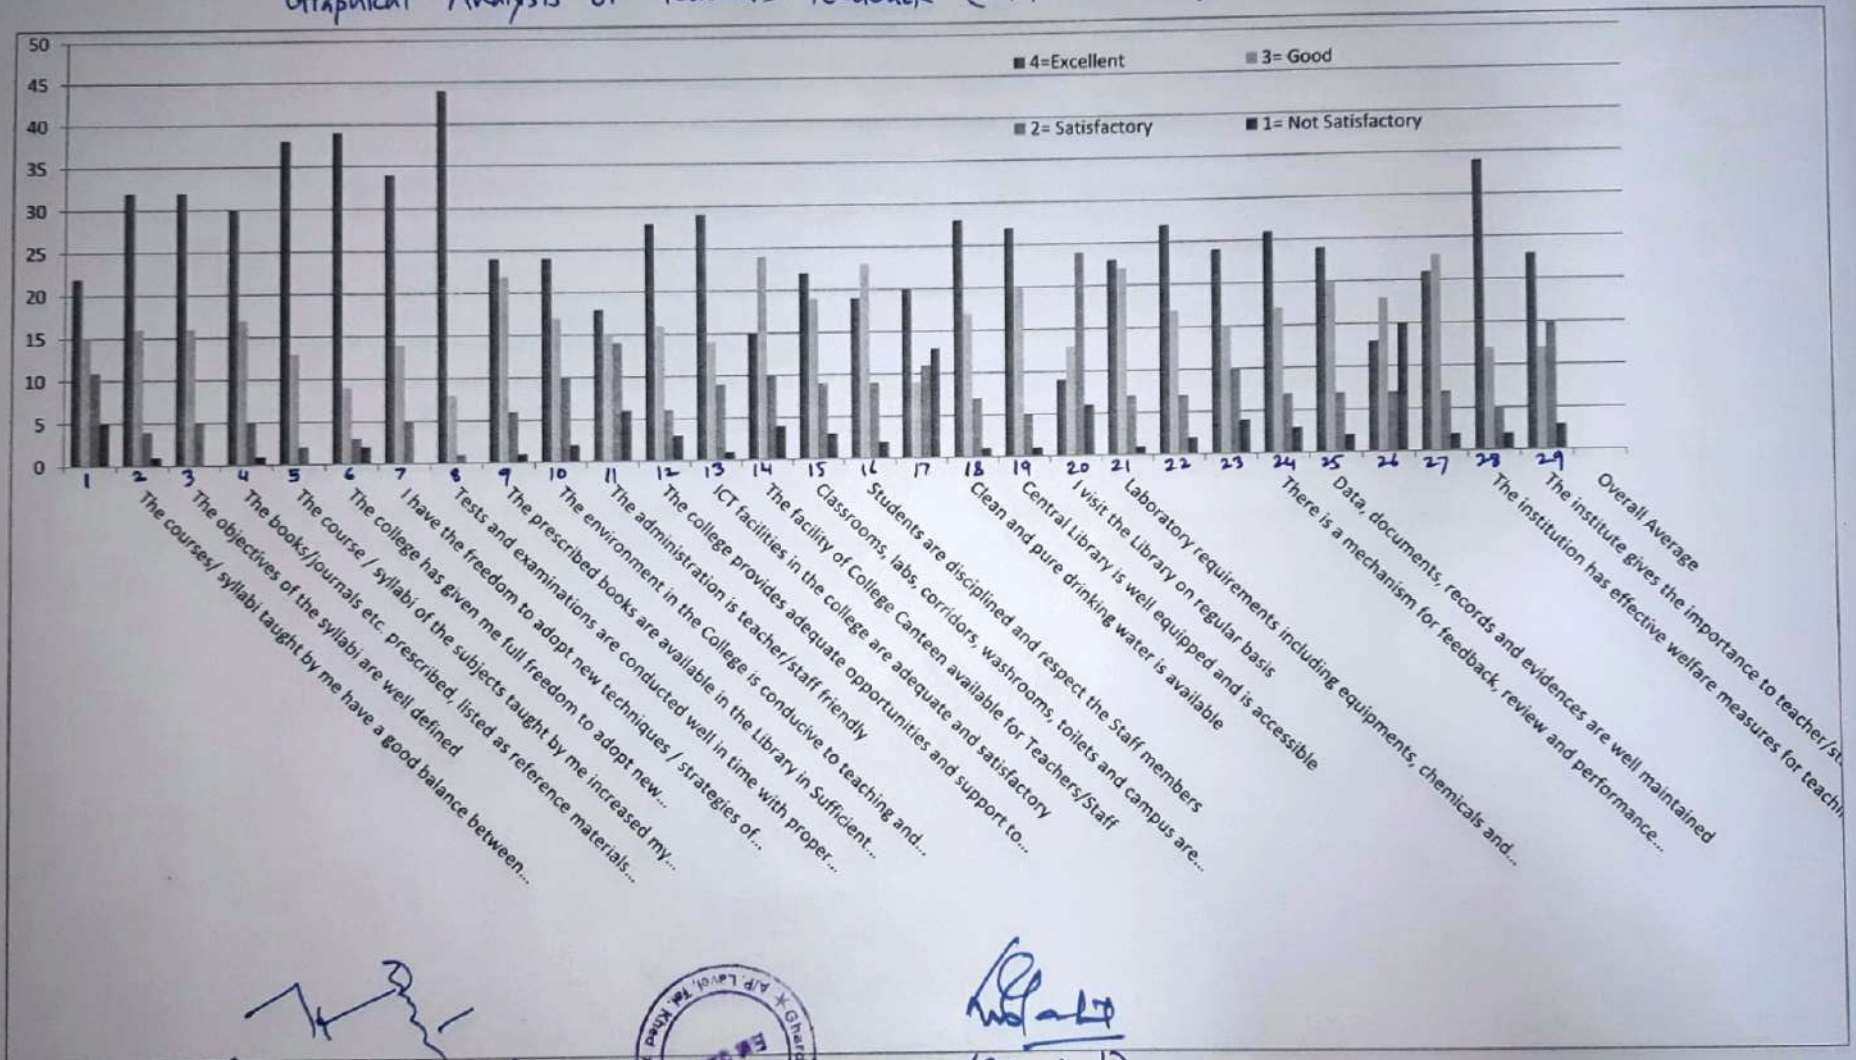 Graphical Analysis of
50
45
40
35
30
25
20
15
10
5
0
4=Excellent
3= Good
2= Satisfactory
1= Not Satisfactory
1 2 3 4 5 6 7 8 9 10 11 12 13 14 15 16 17 18 19 20 21 22 23 24 25 26 27 28 29
The courses/ syllabi taught by me have a good balance between...
The objectives of the syllabi are well defined
The books/journals etc. prescribed, listed as reference materials...
The course / syllabi of the subjects taught by me increased my...
The college has given me full freedom to adopt new...
I have the freedom to adopt new techniques / strategies of...
Tests and examinations are conducted well in time with proper...
The prescribed books are available in the Library in Sufficient...
The environment in the College is conducive to teaching and...
The administration is teacher/staff friendly
The college provides adequate opportunities and support to...
ICT facilities in the college are adequate and satisfactory
The facility of College Canteen available for Teachers/Staff
Classrooms, labs, corridors, washrooms, toilets and campus are...
Students are disciplined and respect the Staff members
Clean and pure drinking water is available
Central Library is well equipped and is accessible
I visit the Library on regular basis
Laboratory requirements including equipments, chemicals and...
There is a mechanism for feedback, review and performance...
Data, documents, records and evidences are well maintained
The institution has effective welfare measures for teachi
The institute gives the importance to teacher/st
Overall Average
A/P. Lavel, Tal. Khed